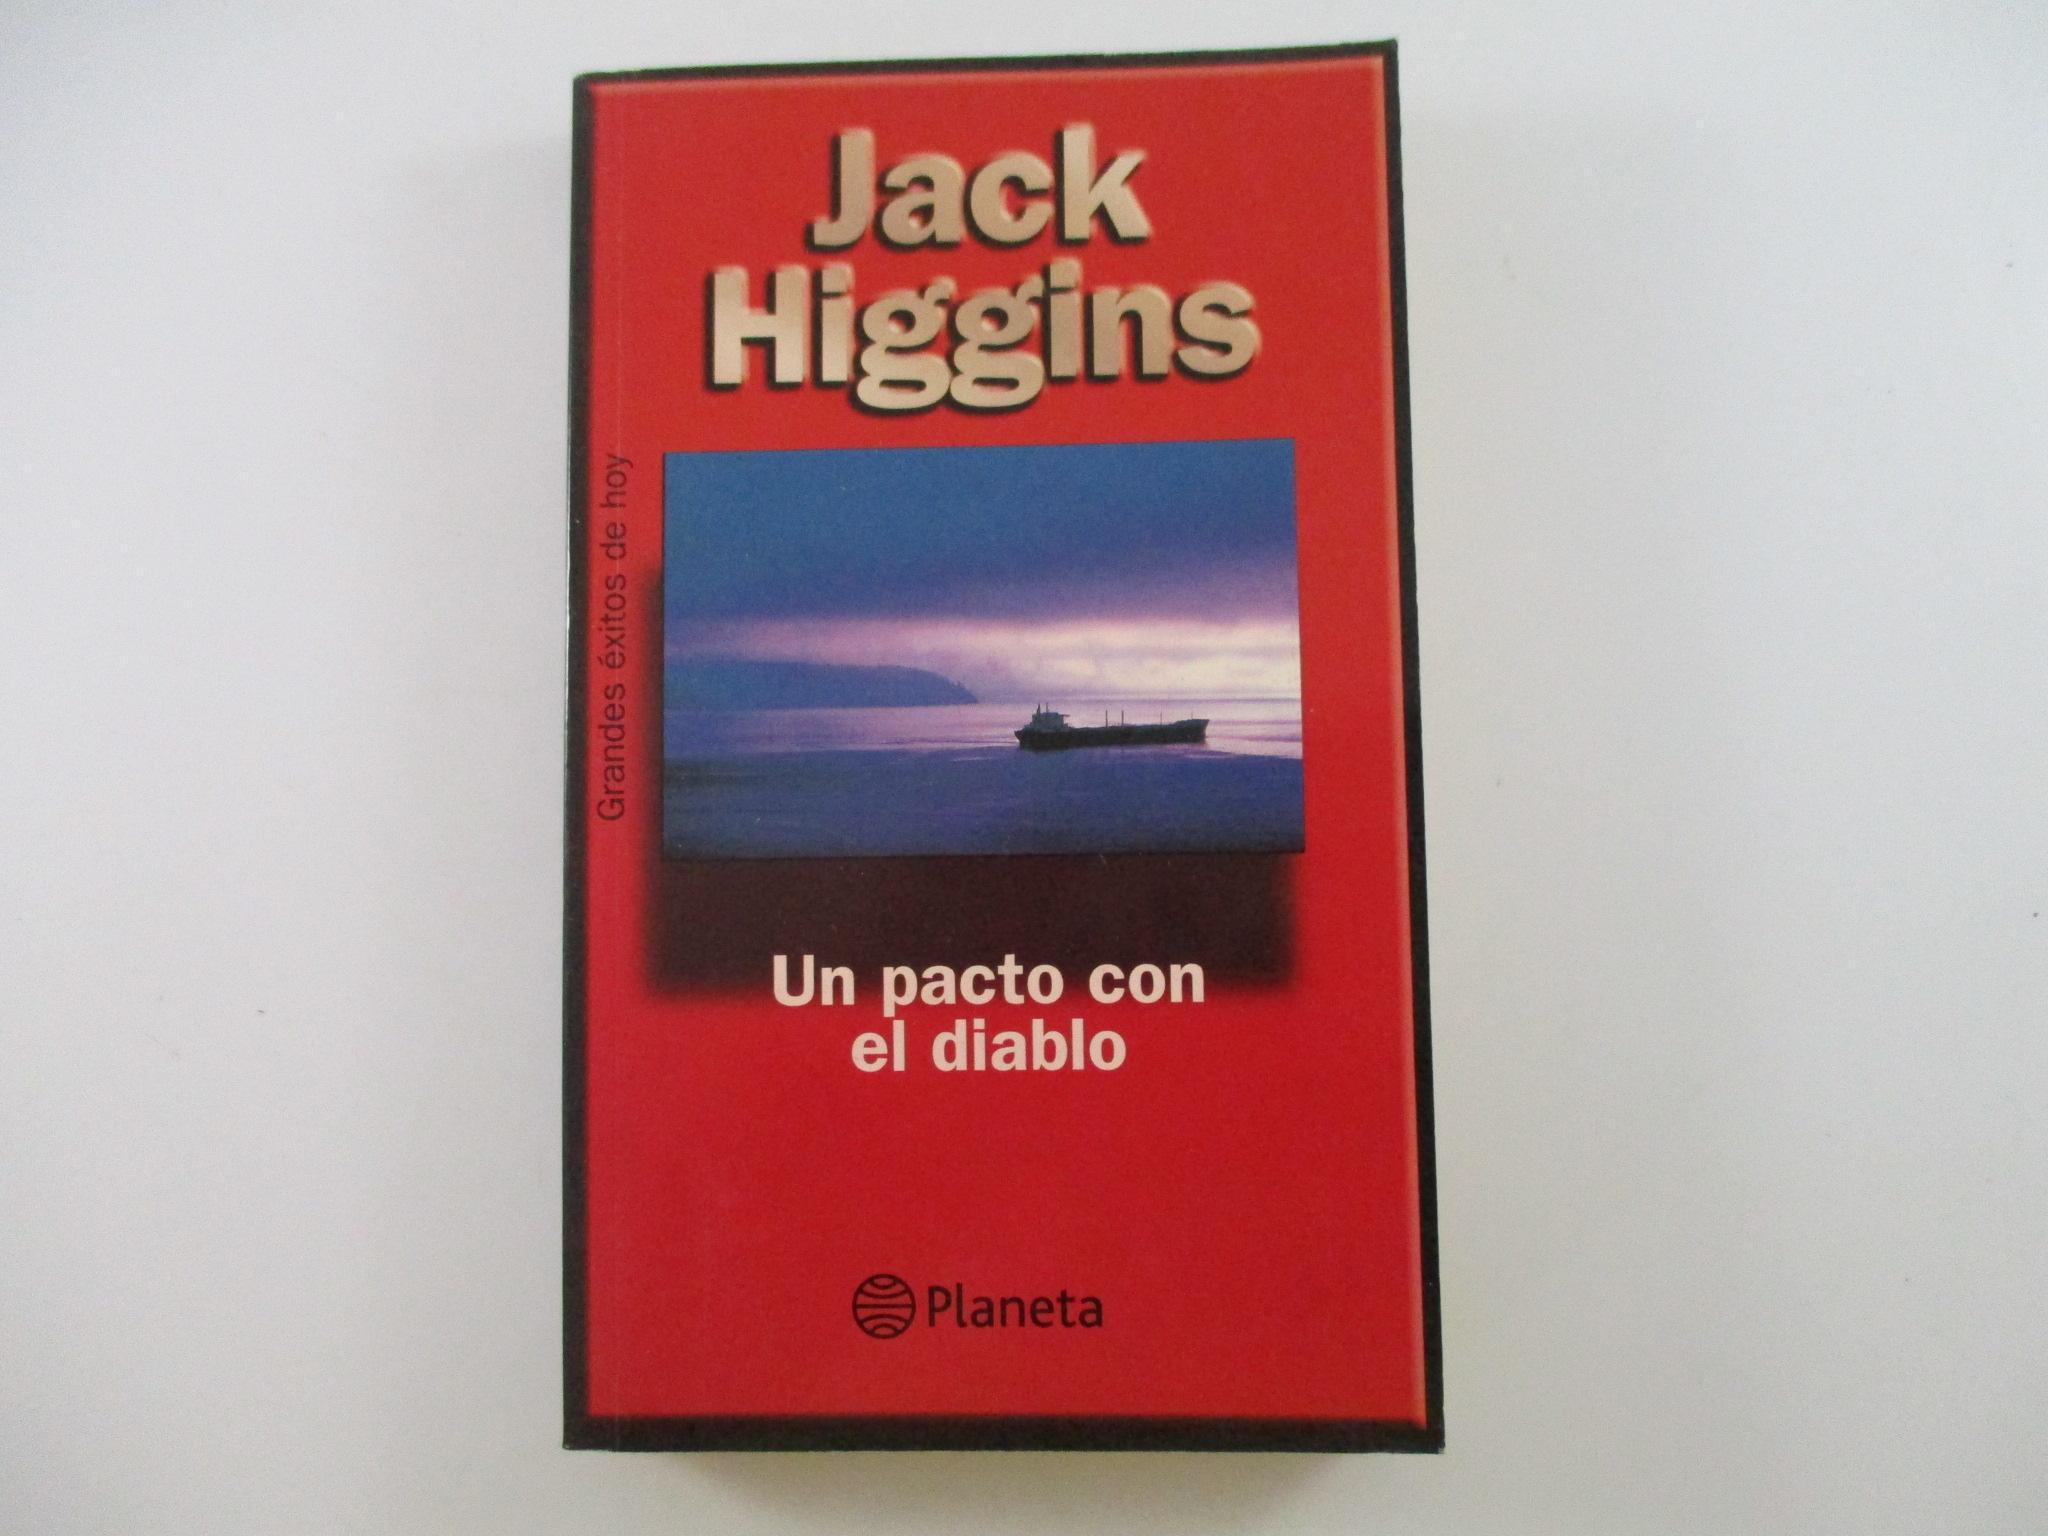 Jack
Higgins
Grandes éxitos de hoy
Un pacto con
el diablo
Planeta